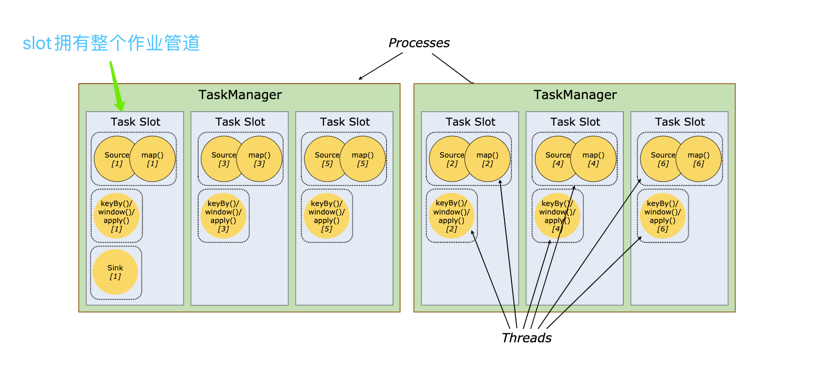 slot拥有整个作业管道
Processes
TaskManager
TaskManager
Task Slot
Task Slot
Task Slot
Task Slot
Task Slot
Task Slot
Source
[1]
map()
[1]
Source
[3]
map()
[3]
Source
[5]
map()
[5]
Source
[2]
map()
[2]
Source
[4]
map()
[4]
Source
[6]
map()
[6]
keyBy()/
window()/
apply()
[1]
keyBy()/
window()/
apply()
[3]
keyBy()/
window()/
apply()
[5]
keyBy()/
window()/
apply()
[2]
keyBy()/
window()/
apply()
[4]
keyBy()/
window()/
apply()
[6]
Sink
[1]
Threads